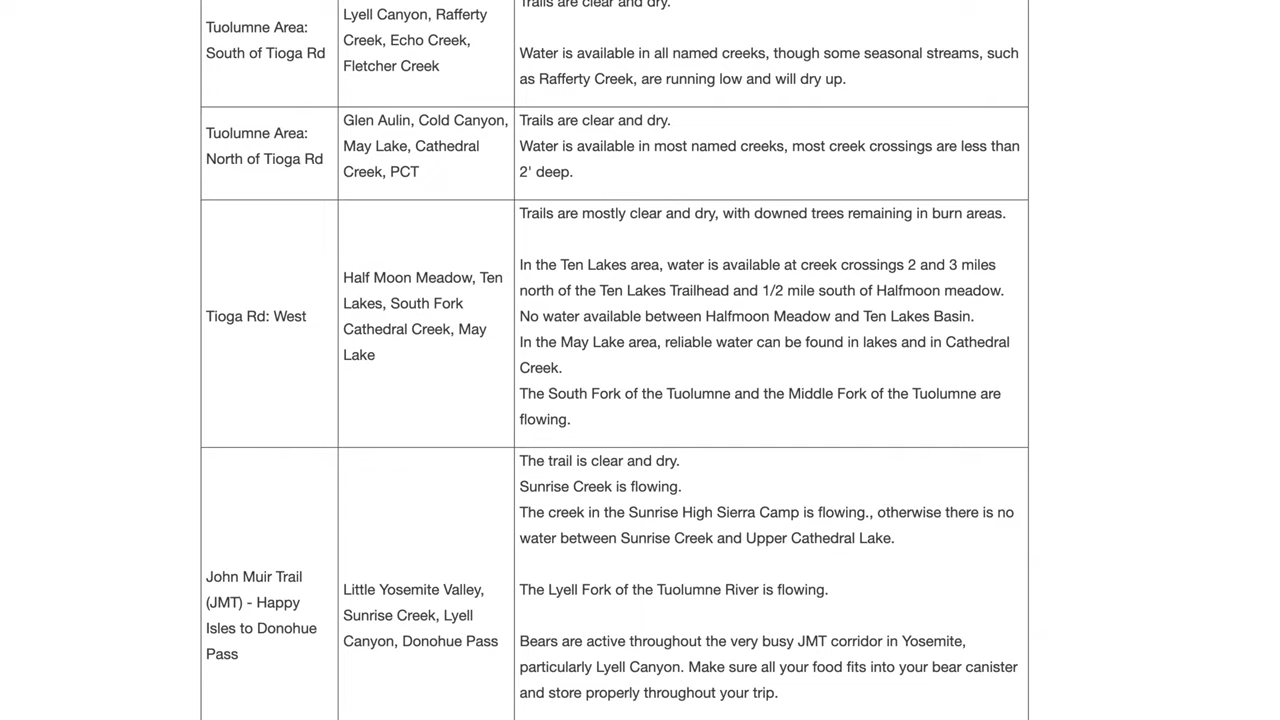 Trails are clear and dry.
Tuolumne Area:
South of Tioga Rd
Lyell Canyon, Rafferty
Creek, Echo Creek,
Fletcher Creek
Water is available in all named creeks, though some seasonal streams, such
as Rafferty Creek, are running low and will dry up.
Tuolumne Area:
North of Tioga Rd
Glen Aulin, Cold Canyon,
May Lake, Cathedral
Creek, PCT
Trails are clear and dry.
Water is available in most named creeks, most creek crossings are less than
2' deep.
Tioga Rd: West
Half Moon Meadow, Ten
Lakes, South Fork
Cathedral Creek, May
Lake
Trails are mostly clear and dry, with downed trees remaining in burn areas.
In the Ten Lakes area, water is available at creek crossings 2 and 3 miles
north of the Ten Lakes Trailhead and 1/2 mile south of Halfmoon meadow.
No water available between Halfmoon Meadow and Ten Lakes Basin.
In the May Lake area, reliable water can be found in lakes and in Cathedral
Creek.
The South Fork of the Tuolumne and the Middle Fork of the Tuolumne are
flowing.
John Muir Trail
(JMT) - Happy
Isles to Donohue
Pass
Little Yosemite Valley,
Sunrise Creek, Lyell
Canyon, Donohue Pass
The trail is clear and dry.
Sunrise Creek is flowing.
The creek in the Sunrise High Sierra Camp is flowing., otherwise there is no
water between Sunrise Creek and Upper Cathedral Lake.
The Lyell Fork of the Tuolumne River is flowing.
Bears are active throughout the very busy JMT corridor in Yosemite,
particularly Lyell Canyon. Make sure all your food fits into your bear canister
and store properly throughout your trip.